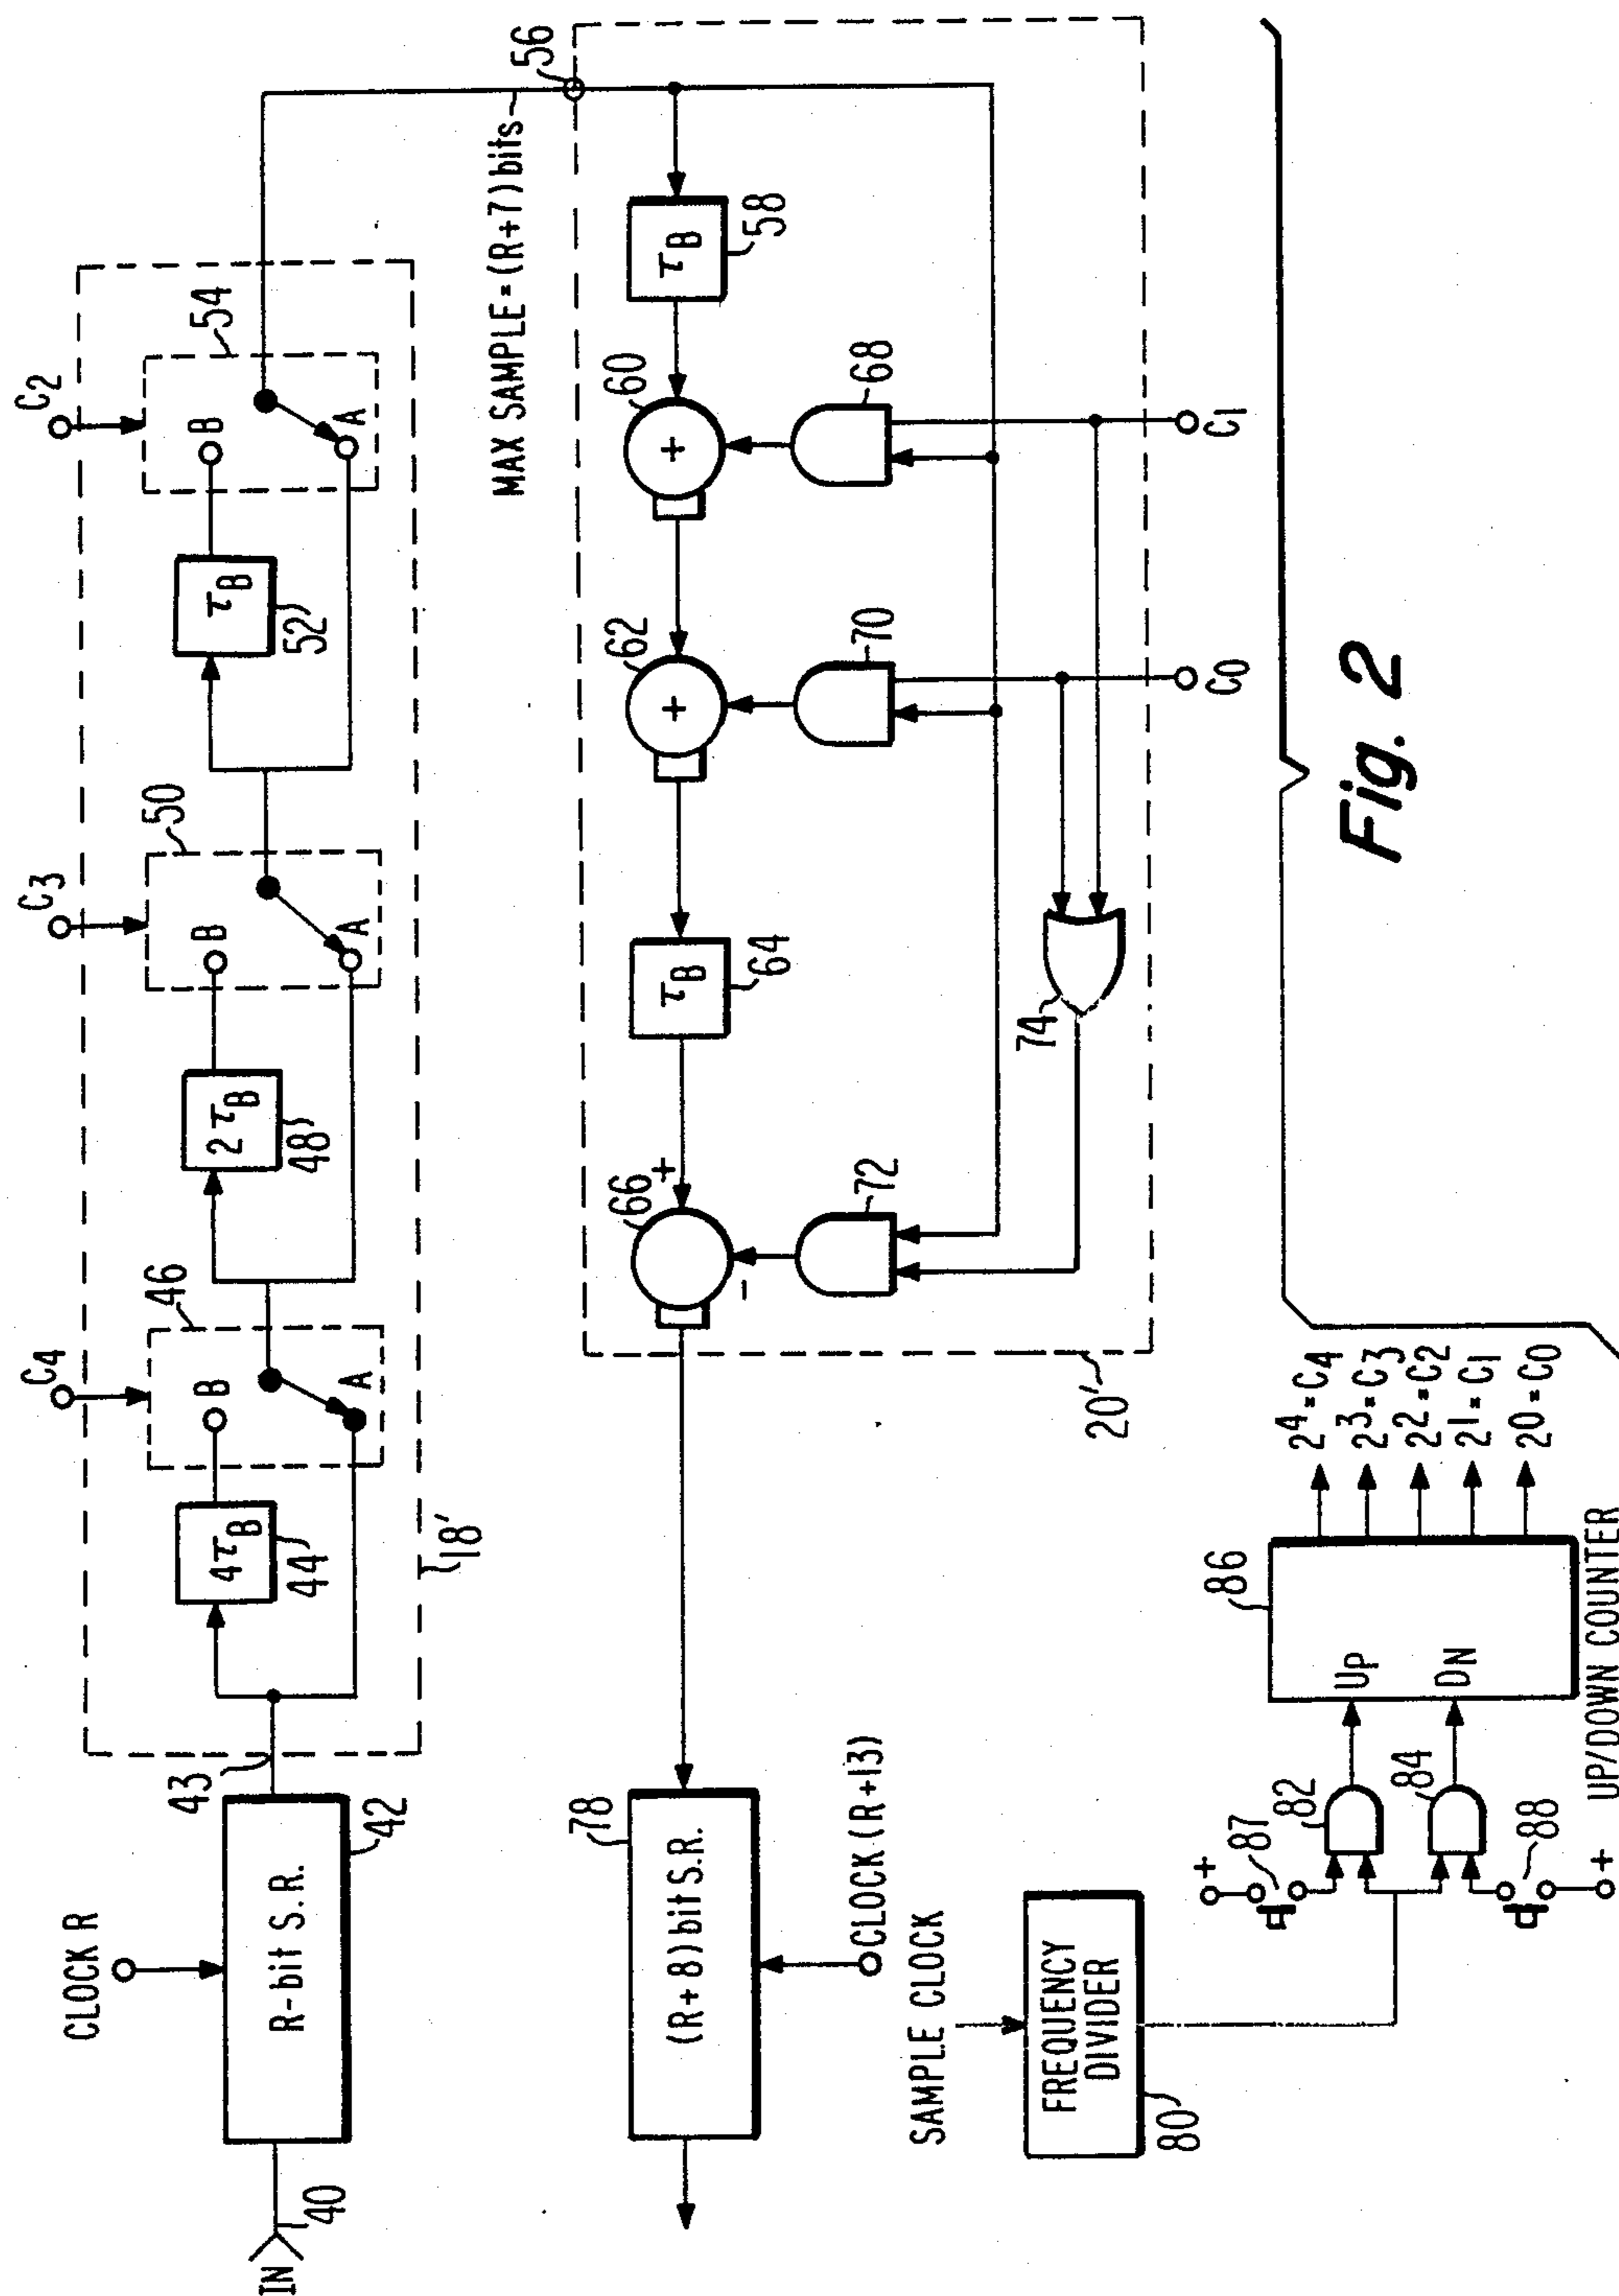 C4
C3
C2
CLOCK R
46
50
54
B
B
B
IN
40
R-bit S.R.
42
43
4τB
44
A
2τB
48
A
τB
52
A
18'
MAX SAMPLE=(R+7)bits
56
78
(R+8)bit S.R.
CLOCK (R+13)
66
+
-
τB
64
62
+
60
+
τB
58
72
70
68
74
20'
C0
C1
SAMPLE CLOCK
FREQUENCY
DIVIDER
80
+
87
82
84
88
+
86
UP
DN
UP/DOWN COUNTER
2⁴=C4
2³=C3
2²=C2
2¹=C1
2⁰=C0
Fig. 2